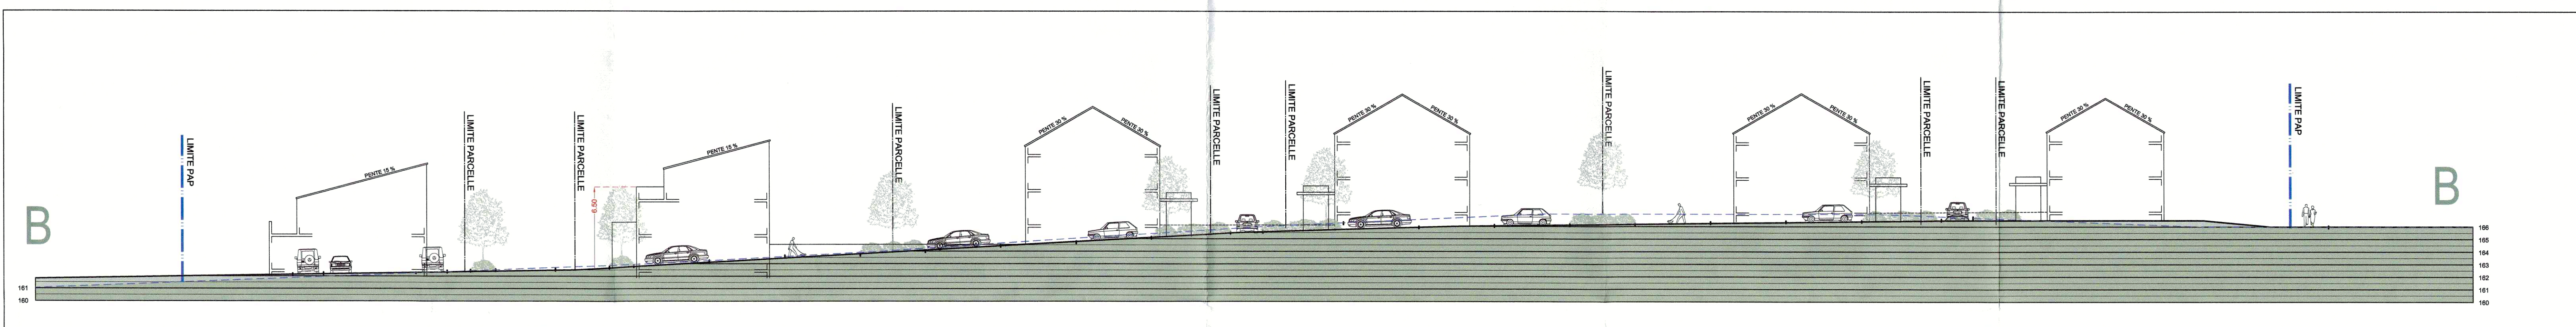 B
LIMITE PAP
PENTE 15 %
LIMITE PARCELLE
LIMITE PARCELLE
6.50
PENTE 15 %
LIMITE PARCELLE
PENTE 30 %
PENTE 30 %
LIMITE PARCELLE
LIMITE PARCELLE
PENTE 30 %
PENTE 30 %
LIMITE PARCELLE
PENTE 30 %
PENTE 30 %
LIMITE PARCELLE
LIMITE PARCELLE
PENTE 30 %
PENTE 30 %
LIMITE PAP
B
161
160
166
165
164
163
162
161
160